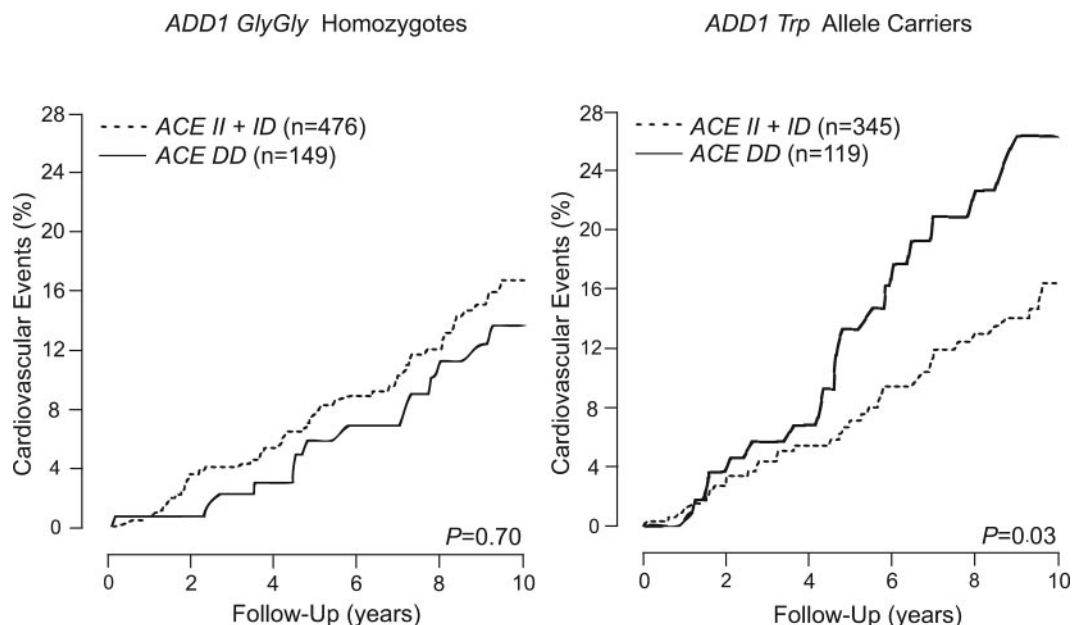 ADD1 GlyGly Homozygotes
28
24
20
16
12
8
4
0
Cardiovascular Events (%)
ACE II + ID (n=476)
ACE DD (n=149)
P=0.70
0 2 4 6 8 10
Follow-Up (years)
ADD1 Trp Allele Carriers
28
24
20
16
12
8
4
0
Cardiovascular Events (%)
ACE II + ID (n=345)
ACE DD (n=119)
P=0.03
0 2 4 6 8 10
Follow-Up (years)